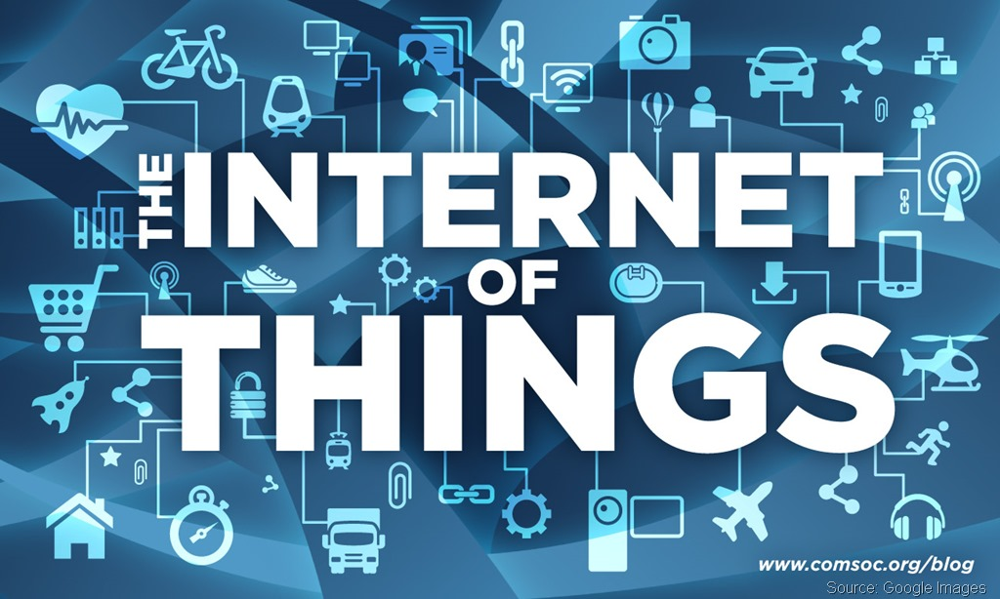 THE
INTERNET
OF
THINGS
www.comsoc.org/blog
Source: Google Images